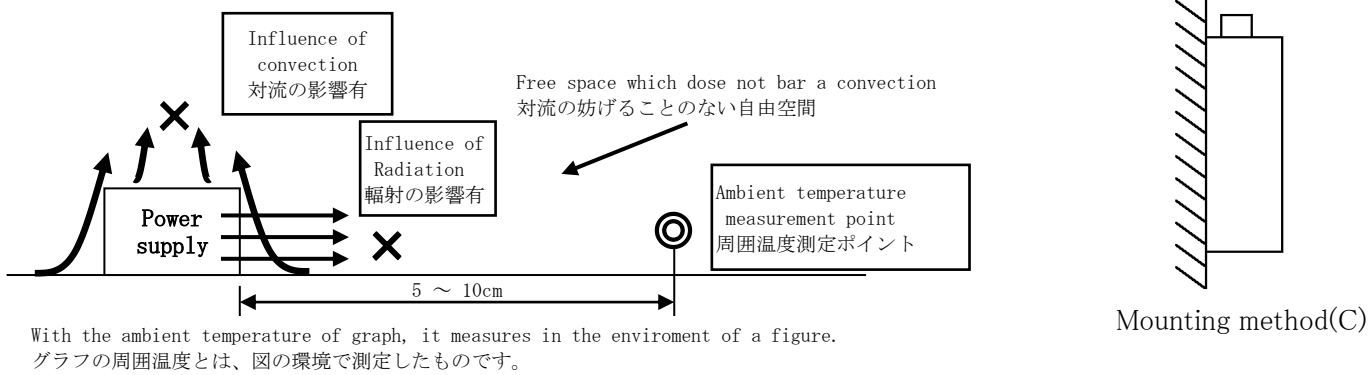 Influence of
convection
対流の影響有
Free space which dose not bar a convection
対流の妨げることのない自由空間
Influence of
Radiation
輻射の影響有
Power
supply
Ambient temperature
measurement point
周囲温度測定ポイント
5 ～ 10cm
With the ambient temperature of graph, it measures in the enviroment of a figure.
グラフの周囲温度とは、図の環境で測定したものです。
Mounting method(C)